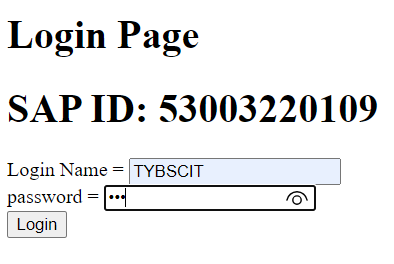 Login Page
SAP ID: 53003220109
Login Name = TYBSCIT
password = •••
Login